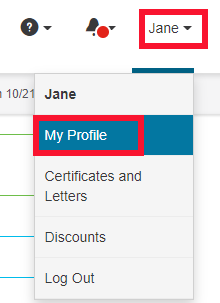 ?
Jane
n 10/21
Jane
My Profile
Certificates and
Letters
Discounts
Log Out